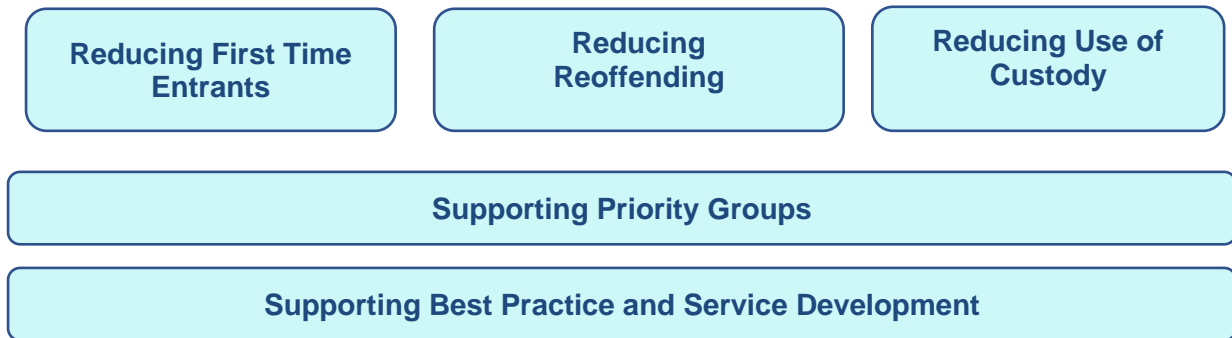 Reducing First Time
Entrants
Reducing
Reoffending
Reducing Use of
Custody
Supporting Priority Groups
Supporting Best Practice and Service Development